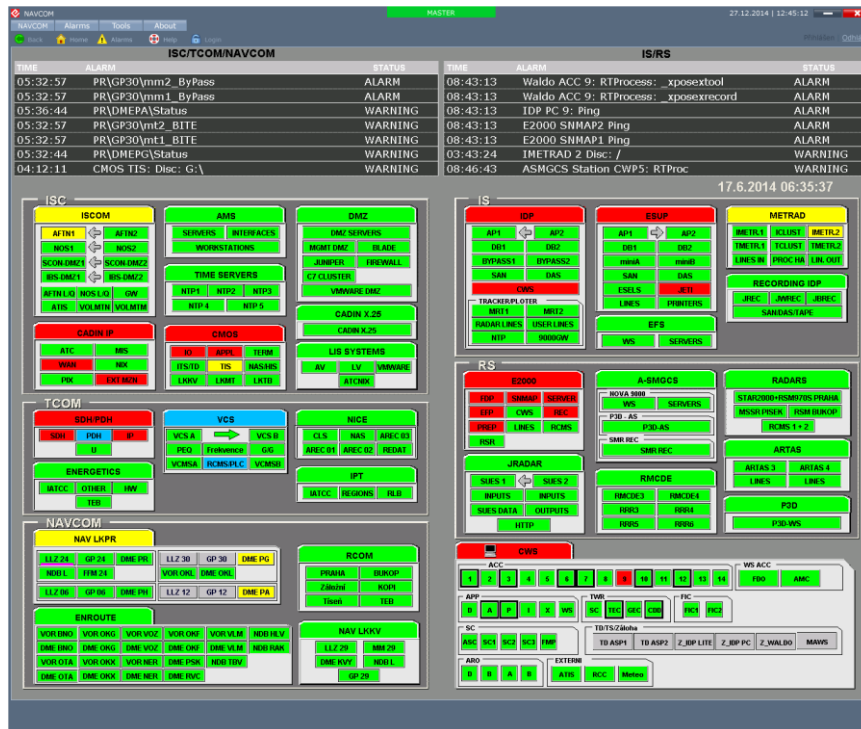 NAVCOM MASTER 27.12.2014 | 12:45:12
NAVCOM Alarms Tools About
Back Home Alarms Help Login
ISC/TCOM/NAVCOM
TIME ALARM STATUS
05:32:57 PR\GP30\mm2_ByPass ALARM
05:32:57 PR\GP30\mm1_ByPass ALARM
05:36:44 PR\DMEPA\Status WARNING
05:32:57 PR\GP30\mt2_BITE WARNING
05:32:57 PR\GP30\mt1_BITE WARNING
05:32:44 PR\DMEPG\Status WARNING
04:12:11 CMOS TIS: Disc: G:\ WARNING
IS/RS
TIME ALARM STATUS
08:43:13 Waldo ACC 9: RTProcess: _xposextool ALARM
08:43:13 Waldo ACC 9: RTProcess: _xposexrecord ALARM
08:43:13 IDP PC 9: Ping ALARM
08:43:13 E2000 SNMAP2 Ping ALARM
08:43:13 E2000 SNMAP1 Ping ALARM
03:43:24 IMETRAD 2 Disc: / WARNING
08:46:43 ASMGCS Station CWP5: RTProc WARNING
17.6.2014 06:35:37
ISC
ISCOM
AFTN1 AFTN2
NOS1 NOS2
SCON-DMZ1 SCON-DMZ2
IBS-DMZ1 IBS-DMZ2
AFTN L/Q NOS L/Q GW
ATIS VOLMTN VOLMTM
AMS
SERVERS INTERFACES
WORKSTATIONS
TIME SERVERS
NTP1 NTP2 NTP3
NTP 4 NTP 5
DMZ
DMZ SERVERS
MGMT DMZ BLADE
JUNIPER FIREWALL
C7 CLUSTER
VMWARE DMZ
CADIN X.25
CADIN X.25
CADIN IP
ATC MIS
WAN NIX
PIX EXT.MZH
CMOS
IO APPL TERM
ITS/TD TIS NAS/HIS
LKKV LKMT LKTB
LIS SYSTEMS
AV LV VMWARE
ATCNIX
TCOM
SDH/PDH
SDH PDH IP
U
ENERGETICS
IATCC OTHER HW
TEB
VCS
VCS A VCS B
PEQ Frekvence G/G
VCMSA RCMS/PLC VCMSB
NICE
CLS NAS AREC 03
AREC 01 AREC 02 REDAT
IPT
IATCC REGIONS RLB
NAVCOM
NAV LKPR
LLZ 24 GP 24 DME PR LLZ 30 GP 30 DME PG
NDB L FFM 24 VOR OKL DME OKL
LLZ 06 GP 06 DME PH LLZ 12 GP 12 DME PA
RCOM
PRAHA BUKOP
Záložní KOPI
Tíseň TEB
ENROUTE
VOR BNO VOR OKG VOR VOZ VOR OKF VOR VLM NDB HLV
DME BNO DME OKG DME VOZ DME OKF DME VLM NDB RAK
VOR OTA VOR OKX VOR NER DME PSK NDB TBV
DME OTA DME OKX DME NER DME RVC
NAV LKKV
LLZ 29 MM 29
DME KVY NDB L
GP 29
IS
IDP
AP1 AP2
DB1 DB2
BYPASS1 BYPASS2
SAN DAS
CWS
TRACKER/PLOTER
MRT1 MRT2
RADAR LINES USER LINES
NTP 9000GW
ESUP
AP1 AP2
DB1 DB2
miniA miniB
SAN DAS
ESELS JETI
LINES PRINTERS
EFS
WS SERVERS
METRAD
IMETR.1 ICLUST IMETR.2
TMETR.1 TCLUST TMETR.2
LINES IN PROC HA LIN. OUT
RECORDING IDP
JREC JWREC JBREC
SAN/DAS/TAPE
RS
E2000
FDP SNMAP SERVER
EFP CWS REC
PREP LINES RCMS
RSR
JRADAR
SUES 1 SUES 2
INPUTS INPUTS
SUES DATA OUTPUTS
HTTP
A-SMGCS
NOVA 9000
WS SERVERS
P3D - AS
P3D-AS
SMR REC
SMR REC
RMCDE
RMCDE3 RMCDE4
RRR3 RRR4
RRR5 RRR6
RADARS
STAR2000+RSM970S PRAHA
MSSR PISEK RSM BUKOP
RCMS 1 + 2
ARTAS
ARTAS 3 ARTAS 4
LINES LINES
P3D
P3D-WS
CWS
ACC
1 2 3 4 5 6 7 8 9 10 11 12 13 14
WS ACC
FDO AMC
APP
D A P I X WS
TWR
SC TEC GEC CDD
FIC
FIC1 FIC2
SC
ASC SC1 SC2 SC3 FMP
TD/TS/Záloha
TD ASP1 TD ASP2 Z_IDP LITE Z_IDP PC Z_WALDO MAWS
ARO
D B A B
EXTERNI
ATIS RCC Meteo